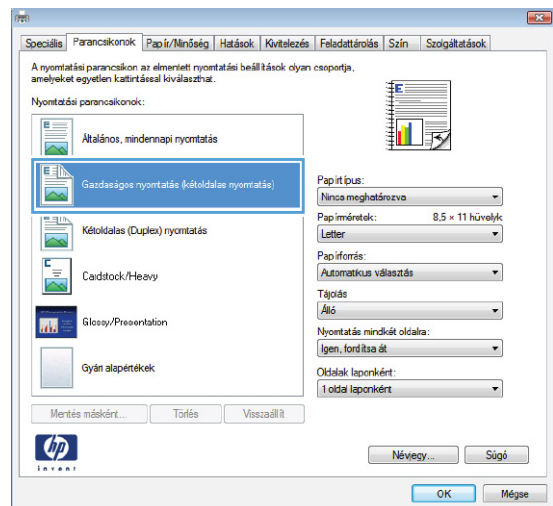 Speciális Parancsikonok Papír/Minőség Hatások Kivitelezés Feladattárolás Szín Szolgáltatások
A nyomtatási parancsikon az elmentett nyomtatási beállítások olyan csoportja,
amelyeket egyetlen kattintással kiválaszthat.
Nyomtatási parancsikonok:
Általános, mindennapi nyomtatás
Gazdaságos nyomtatás (kétoldalas nyomtatás)
Kétoldalas (Duplex) nyomtatás
Cardstock/Heavy
Glossy/Presentation
Gyári alapértékek
Papírtípus:
Nincs meghatározva
Papírméretek: 8,5 × 11 hüvelyk
Letter
Papírforrás:
Automatikus választás
Tájolás
Álló
Nyomtatás mindkét oldalra:
Igen, fordítsa át
Oldalak laponként:
1 oldal laponként
Mentés másként... Törlés Visszaállít
hp
invent
Névjegy... Súgó
OK Mégse